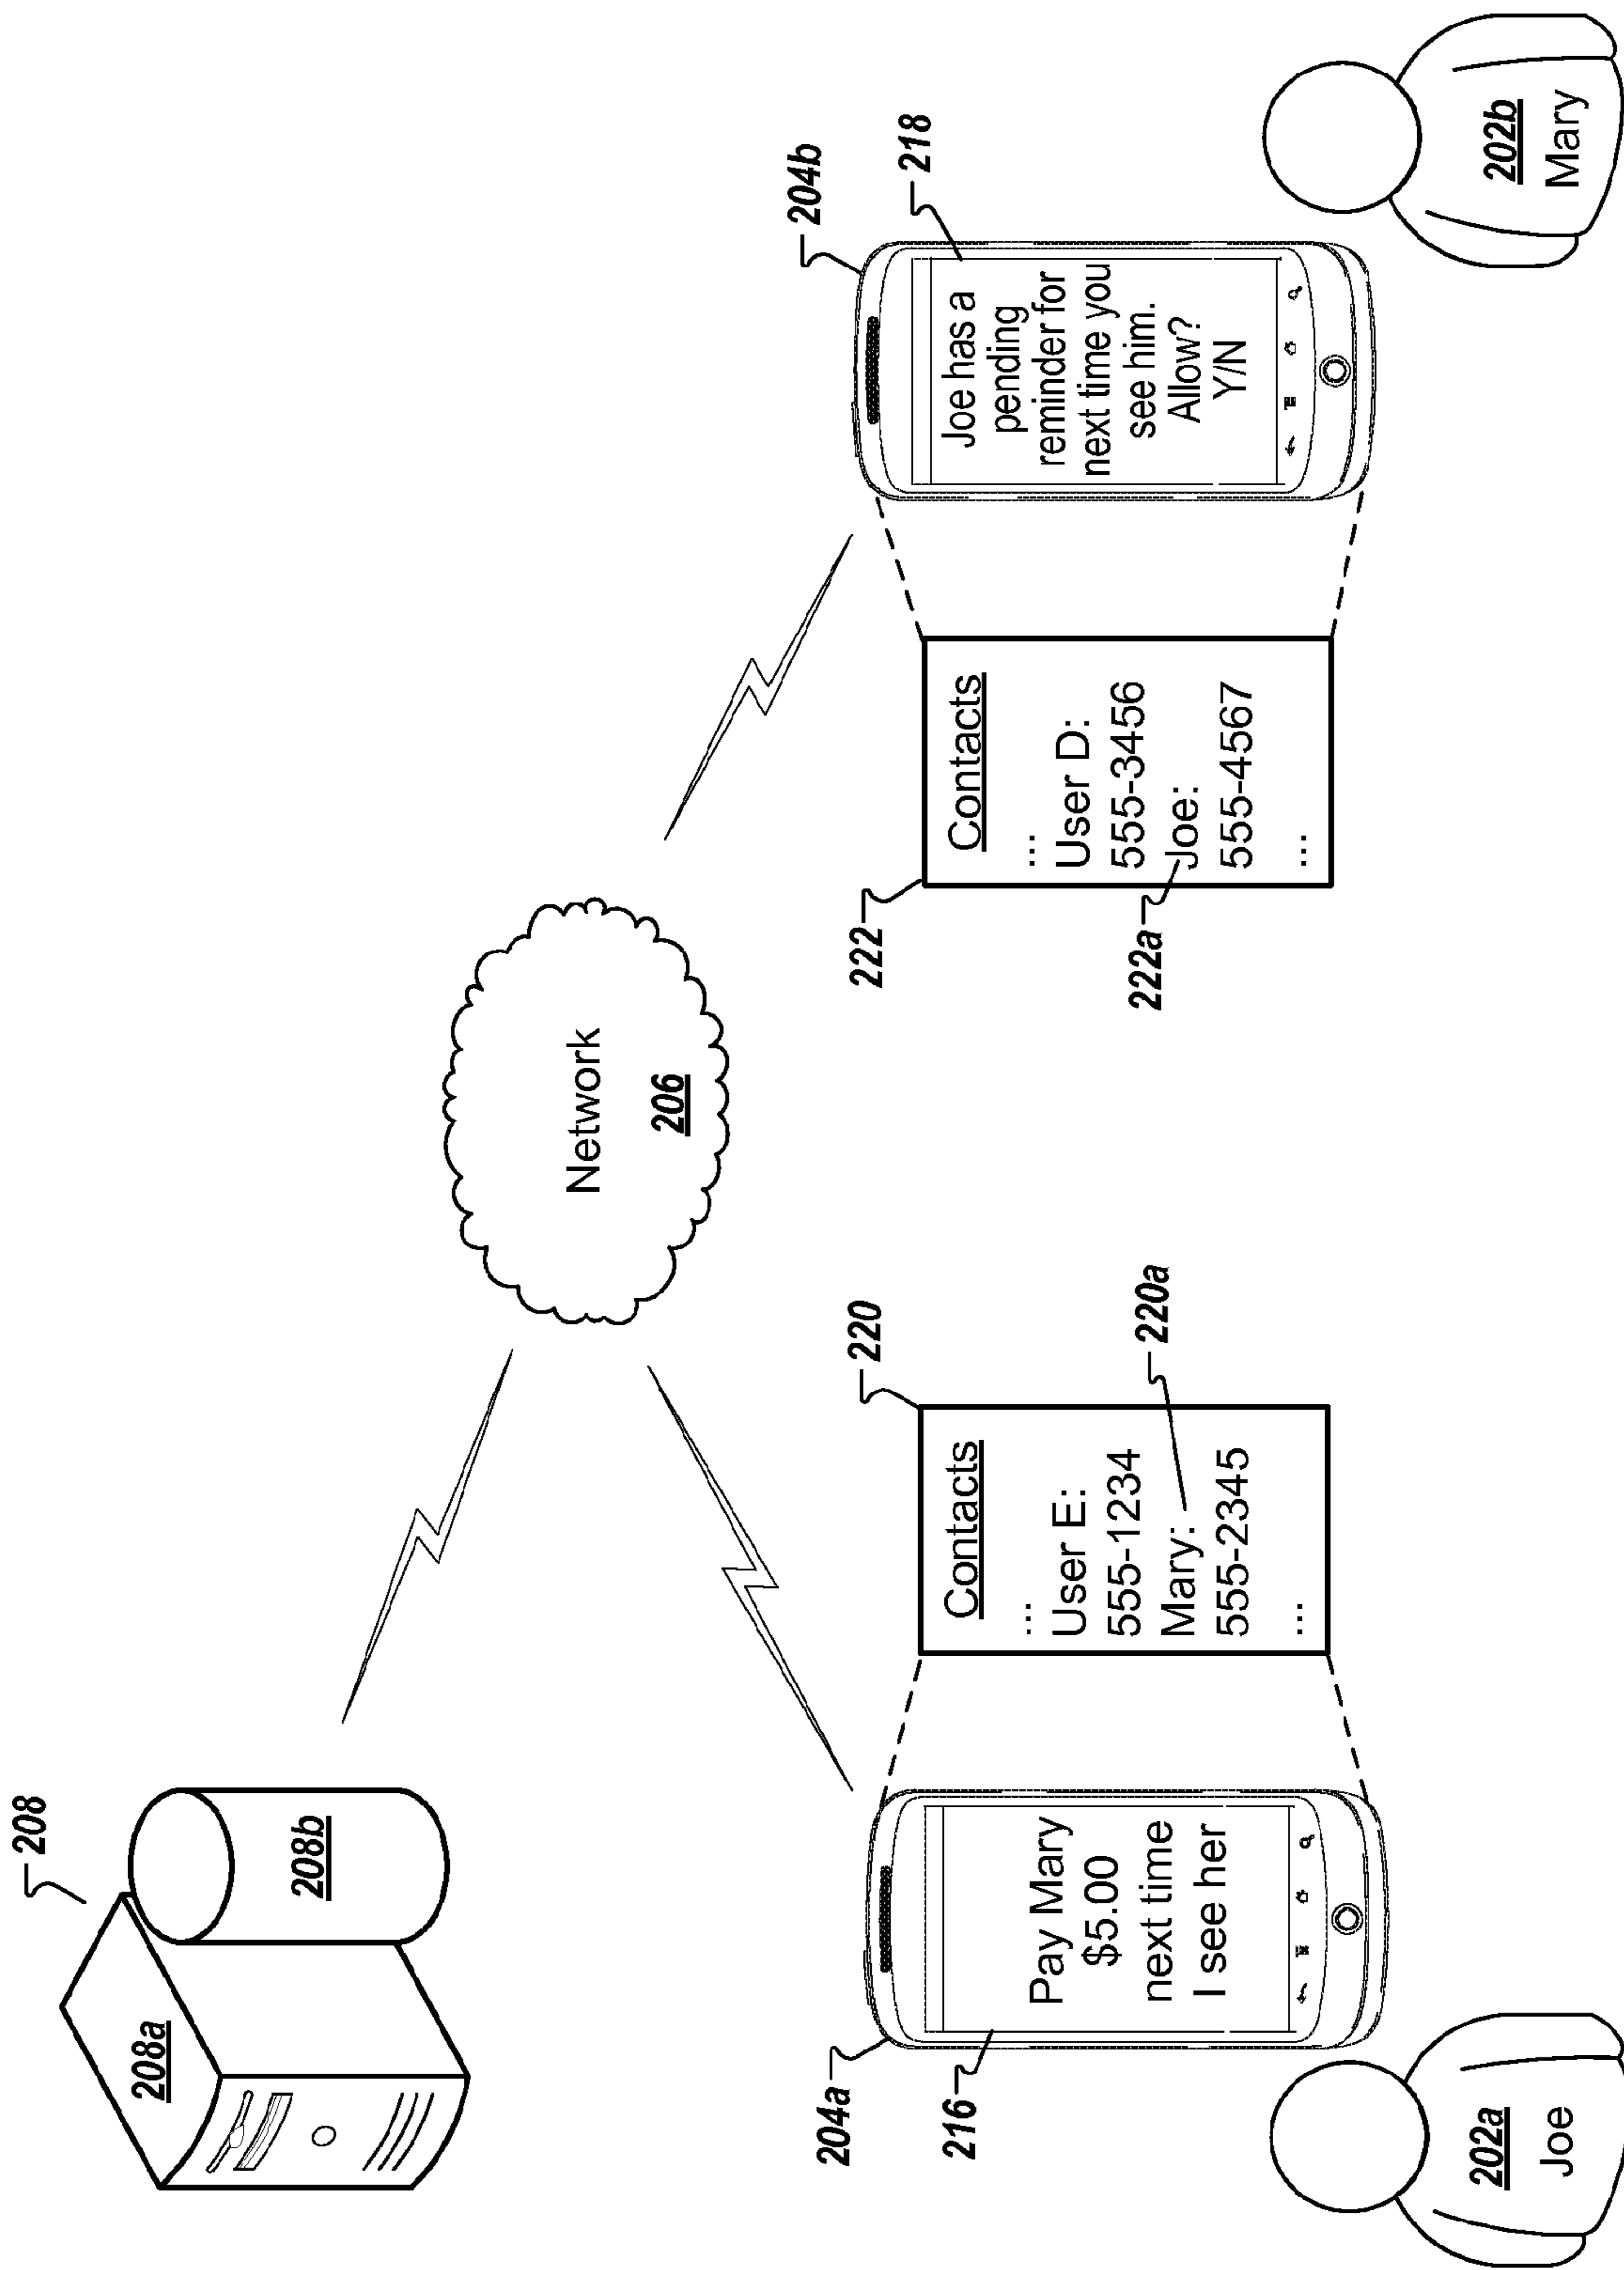 208
208a
208b
Network
206
204a
216
Pay Mary
$5.00
next time
I see her
220
Contacts
...
User E:
555-1234
Mary:
555-2345
...
220a
202a
Joe
222
Contacts
...
User D:
555-3456
Joe:
555-4567
...
222a
204b
218
Joe has a
pending
reminder for
next time you
see him.
Allow?
Y/N
202b
Mary